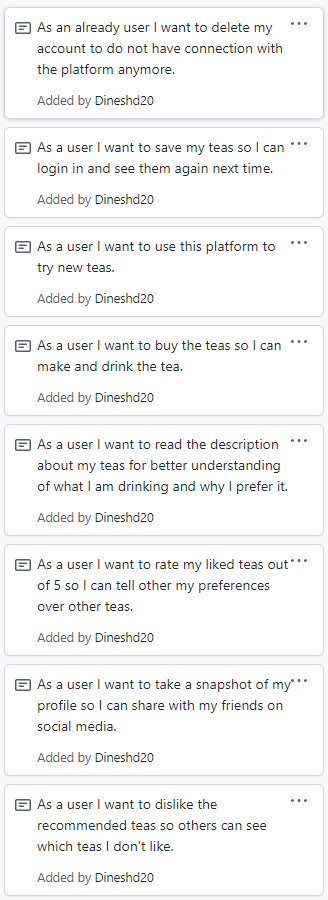 As an already user I want to delete my
account to do not have connection with
the platform anymore.
Added by Dineshd20
As a user I want to save my teas so I can
login in and see them again next time.
Added by Dineshd20
As a user I want to use this platform to
try new teas.
Added by Dineshd20
As a user I want to buy the teas so I can
make and drink the tea.
Added by Dineshd20
As a user I want to read the description
about my teas for better understanding
of what I am drinking and why I prefer it.
Added by Dineshd20
As a user I want to rate my liked teas out
of 5 so I can tell other my preferences
over other teas.
Added by Dineshd20
As a user I want to take a snapshot of my
profile so I can share with my friends on
social media.
Added by Dineshd20
As a user I want to dislike the
recommended teas so others can see
which teas I don't like.
Added by Dineshd20